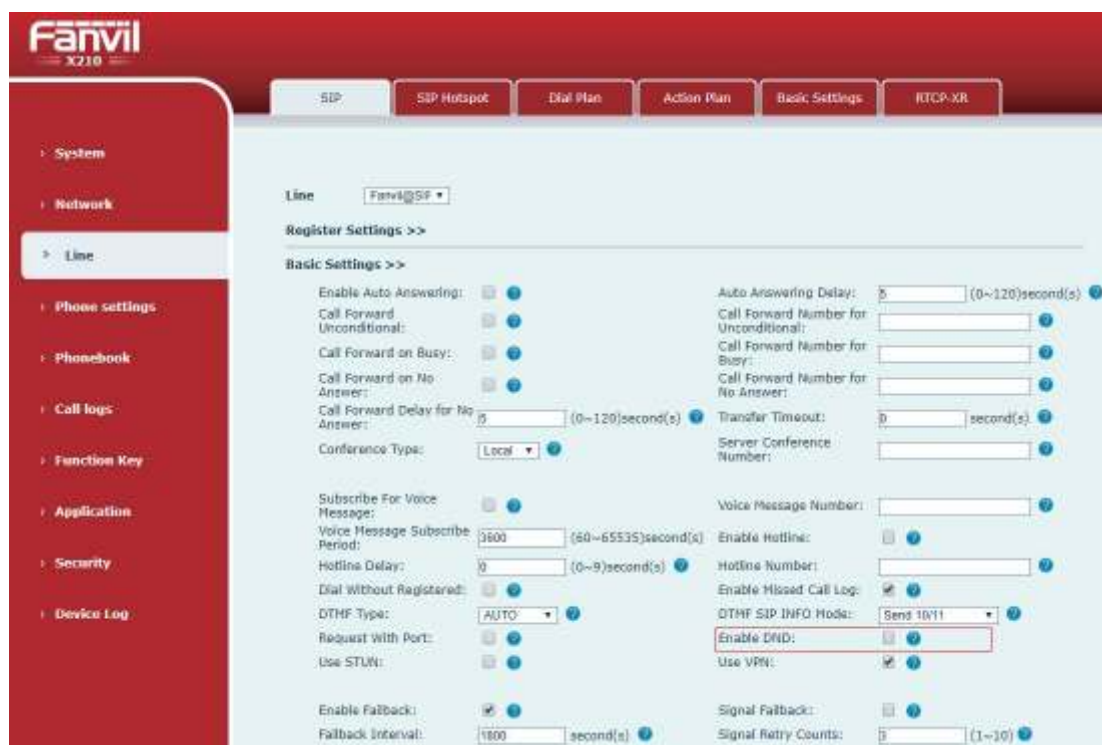 Fanvil
X210
SIP SIP Hotspot Dial Plan Action Plan Basic Settings RTCP-XR
System
Network
Line
Phone settings
Phonebook
Call logs
Function Key
Application
Security
Device Log
Line Fanvil@SIP
Register Settings >>
Basic Settings >>
Enable Auto Answering: Auto Answering Delay: 5 (0~120)second(s)
Call Forward Unconditional: Call Forward Number for Unconditional:
Call Forward on Busy: Call Forward Number for Busy:
Call Forward on No Answer: Call Forward Number for No Answer:
Call Forward Delay for No Answer: 5 (0~120)second(s) Transfer Timeout: 0 second(s)
Conference Type: Local Server Conference Number:
Subscribe For Voice Message: Voice Message Number:
Voice Message Subscribe Period: 3600 (60~65535)second(s) Enable Hotline:
Hotline Delay: 0 (0~9)second(s) Hotline Number:
Dial Without Registered: Enable Missed Call Log:
DTMF Type: AUTO DTMF SIP INFO Mode: Send 10/11
Request With Port: Enable DND:
Use STUN: Use VPN:
Enable Failback: Signal Failback:
Failback Interval: 1800 second(s) Signal Retry Counts: 3 (1~10)